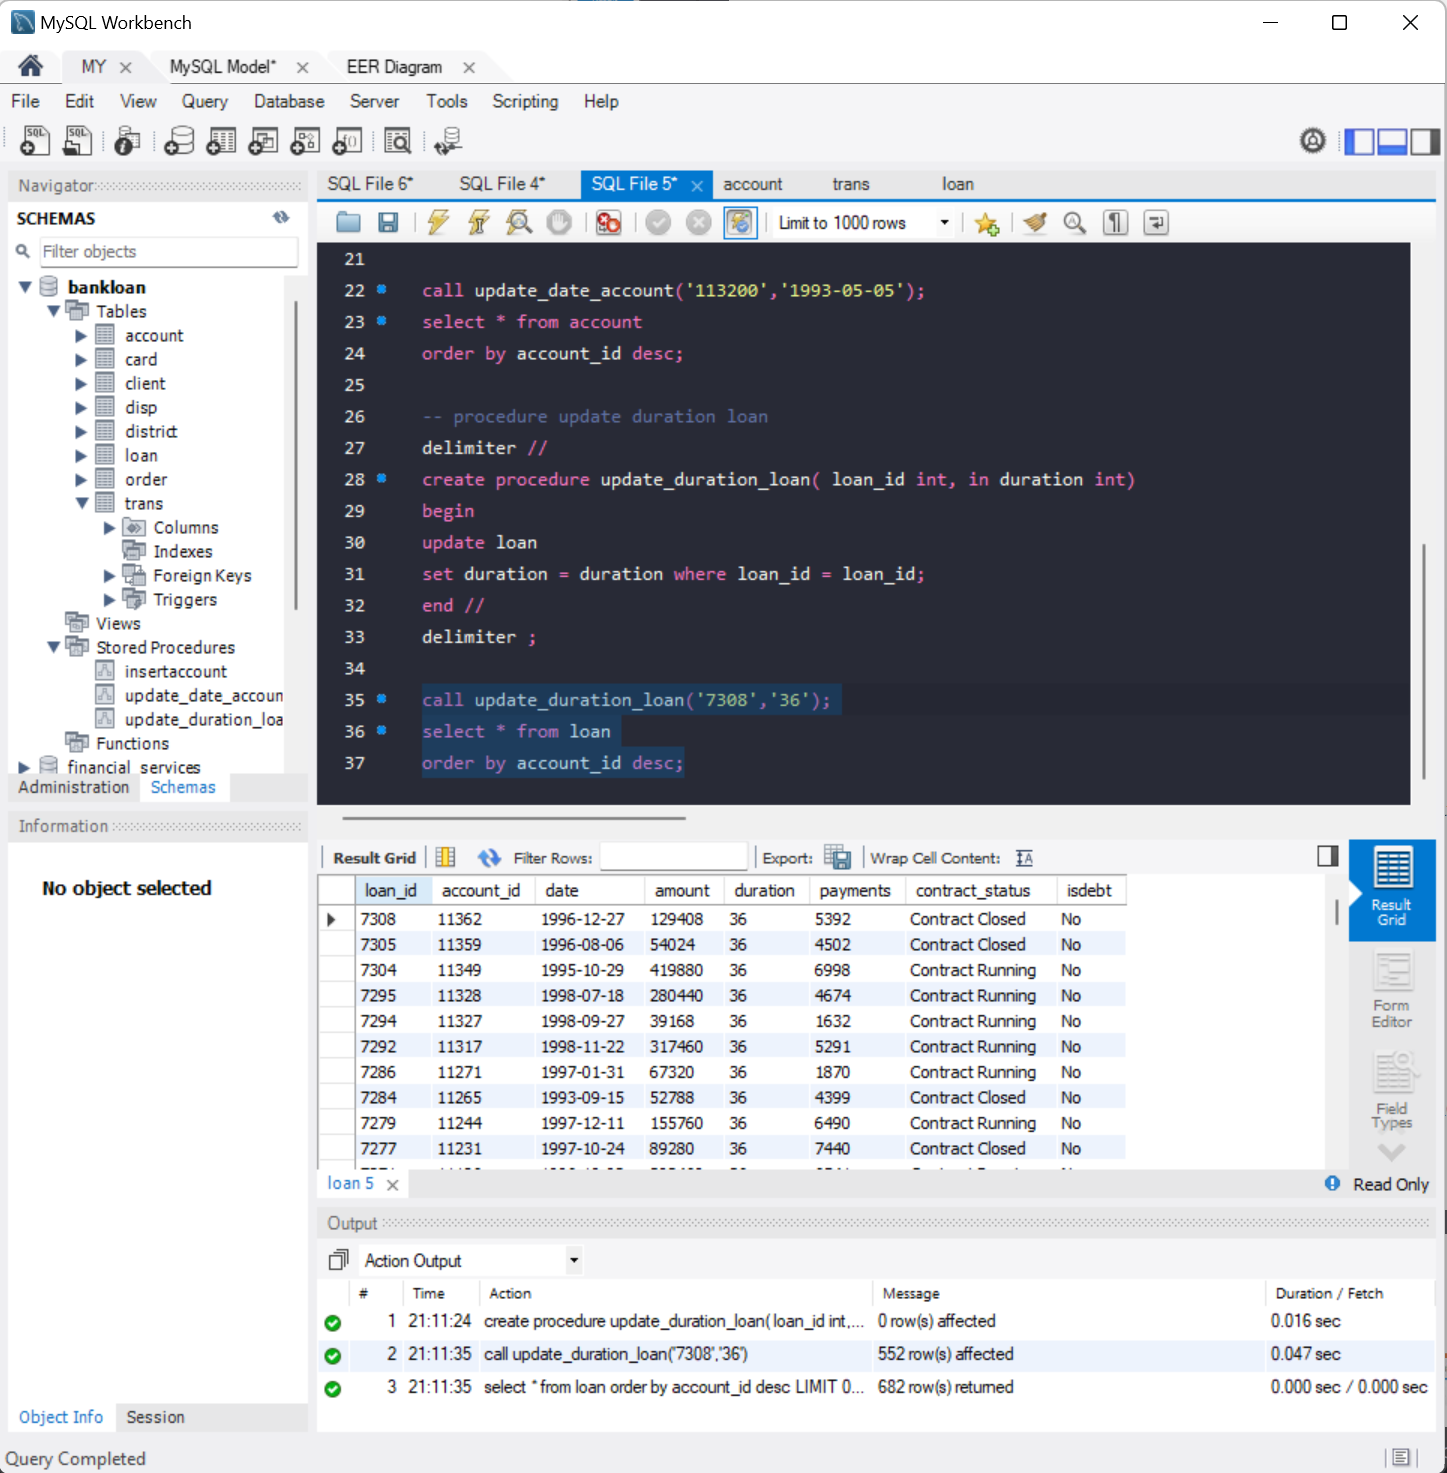 MySQL Workbench
MY
MySQL Model*
EER Diagram
File Edit View Query Database Server Tools Scripting Help
Navigator
SCHEMAS
Filter objects
bankloan
Tables
account
card
client
disp
district
loan
order
trans
Columns
Indexes
Foreign Keys
Triggers
Views
Stored Procedures
insertaccount
update_date_accoun
update_duration_loa
Functions
financial_services
Administration Schemas
Information
No object selected
Object Info Session
SQL File 6* SQL File 4* SQL File 5* account trans loan
Limit to 1000 rows
21
22 call update_date_account('113200','1993-05-05');
23 select * from account
24 order by account_id desc;
25
26 -- procedure update duration loan
27 delimiter //
28 create procedure update_duration_loan( loan_id int, in duration int)
29 begin
30 update loan
31 set duration = duration where loan_id = loan_id;
32 end //
33 delimiter ;
34
35 call update_duration_loan('7308','36');
36 select * from loan
37 order by account_id desc;
Result Grid Filter Rows: Export: Wrap Cell Content:
loan_id account_id date amount duration payments contract_status isdebt
7308 11362 1996-12-27 129408 36 5392 Contract Closed No
7305 11359 1996-08-06 54024 36 4502 Contract Closed No
7304 11349 1995-10-29 419880 36 6998 Contract Running No
7295 11328 1998-07-18 280440 36 4674 Contract Running No
7294 11327 1998-09-27 39168 36 1632 Contract Running No
7292 11317 1998-11-22 317460 36 5291 Contract Running No
7286 11271 1997-01-31 67320 36 1870 Contract Running No
7284 11265 1993-09-15 52788 36 4399 Contract Closed No
7279 11244 1997-12-11 155760 36 6490 Contract Running No
7277 11231 1997-10-24 89280 36 7440 Contract Closed No
Result
Grid
Form
Editor
Field
Types
loan 5
Read Only
Output
Action Output
# Time Action Message Duration / Fetch
1 21:11:24 create procedure update_duration_loan( loan_id int,... 0 row(s) affected 0.016 sec
2 21:11:35 call update_duration_loan('7308','36') 552 row(s) affected 0.047 sec
3 21:11:35 select * from loan order by account_id desc LIMIT 0... 682 row(s) returned 0.000 sec / 0.000 sec
Query Completed